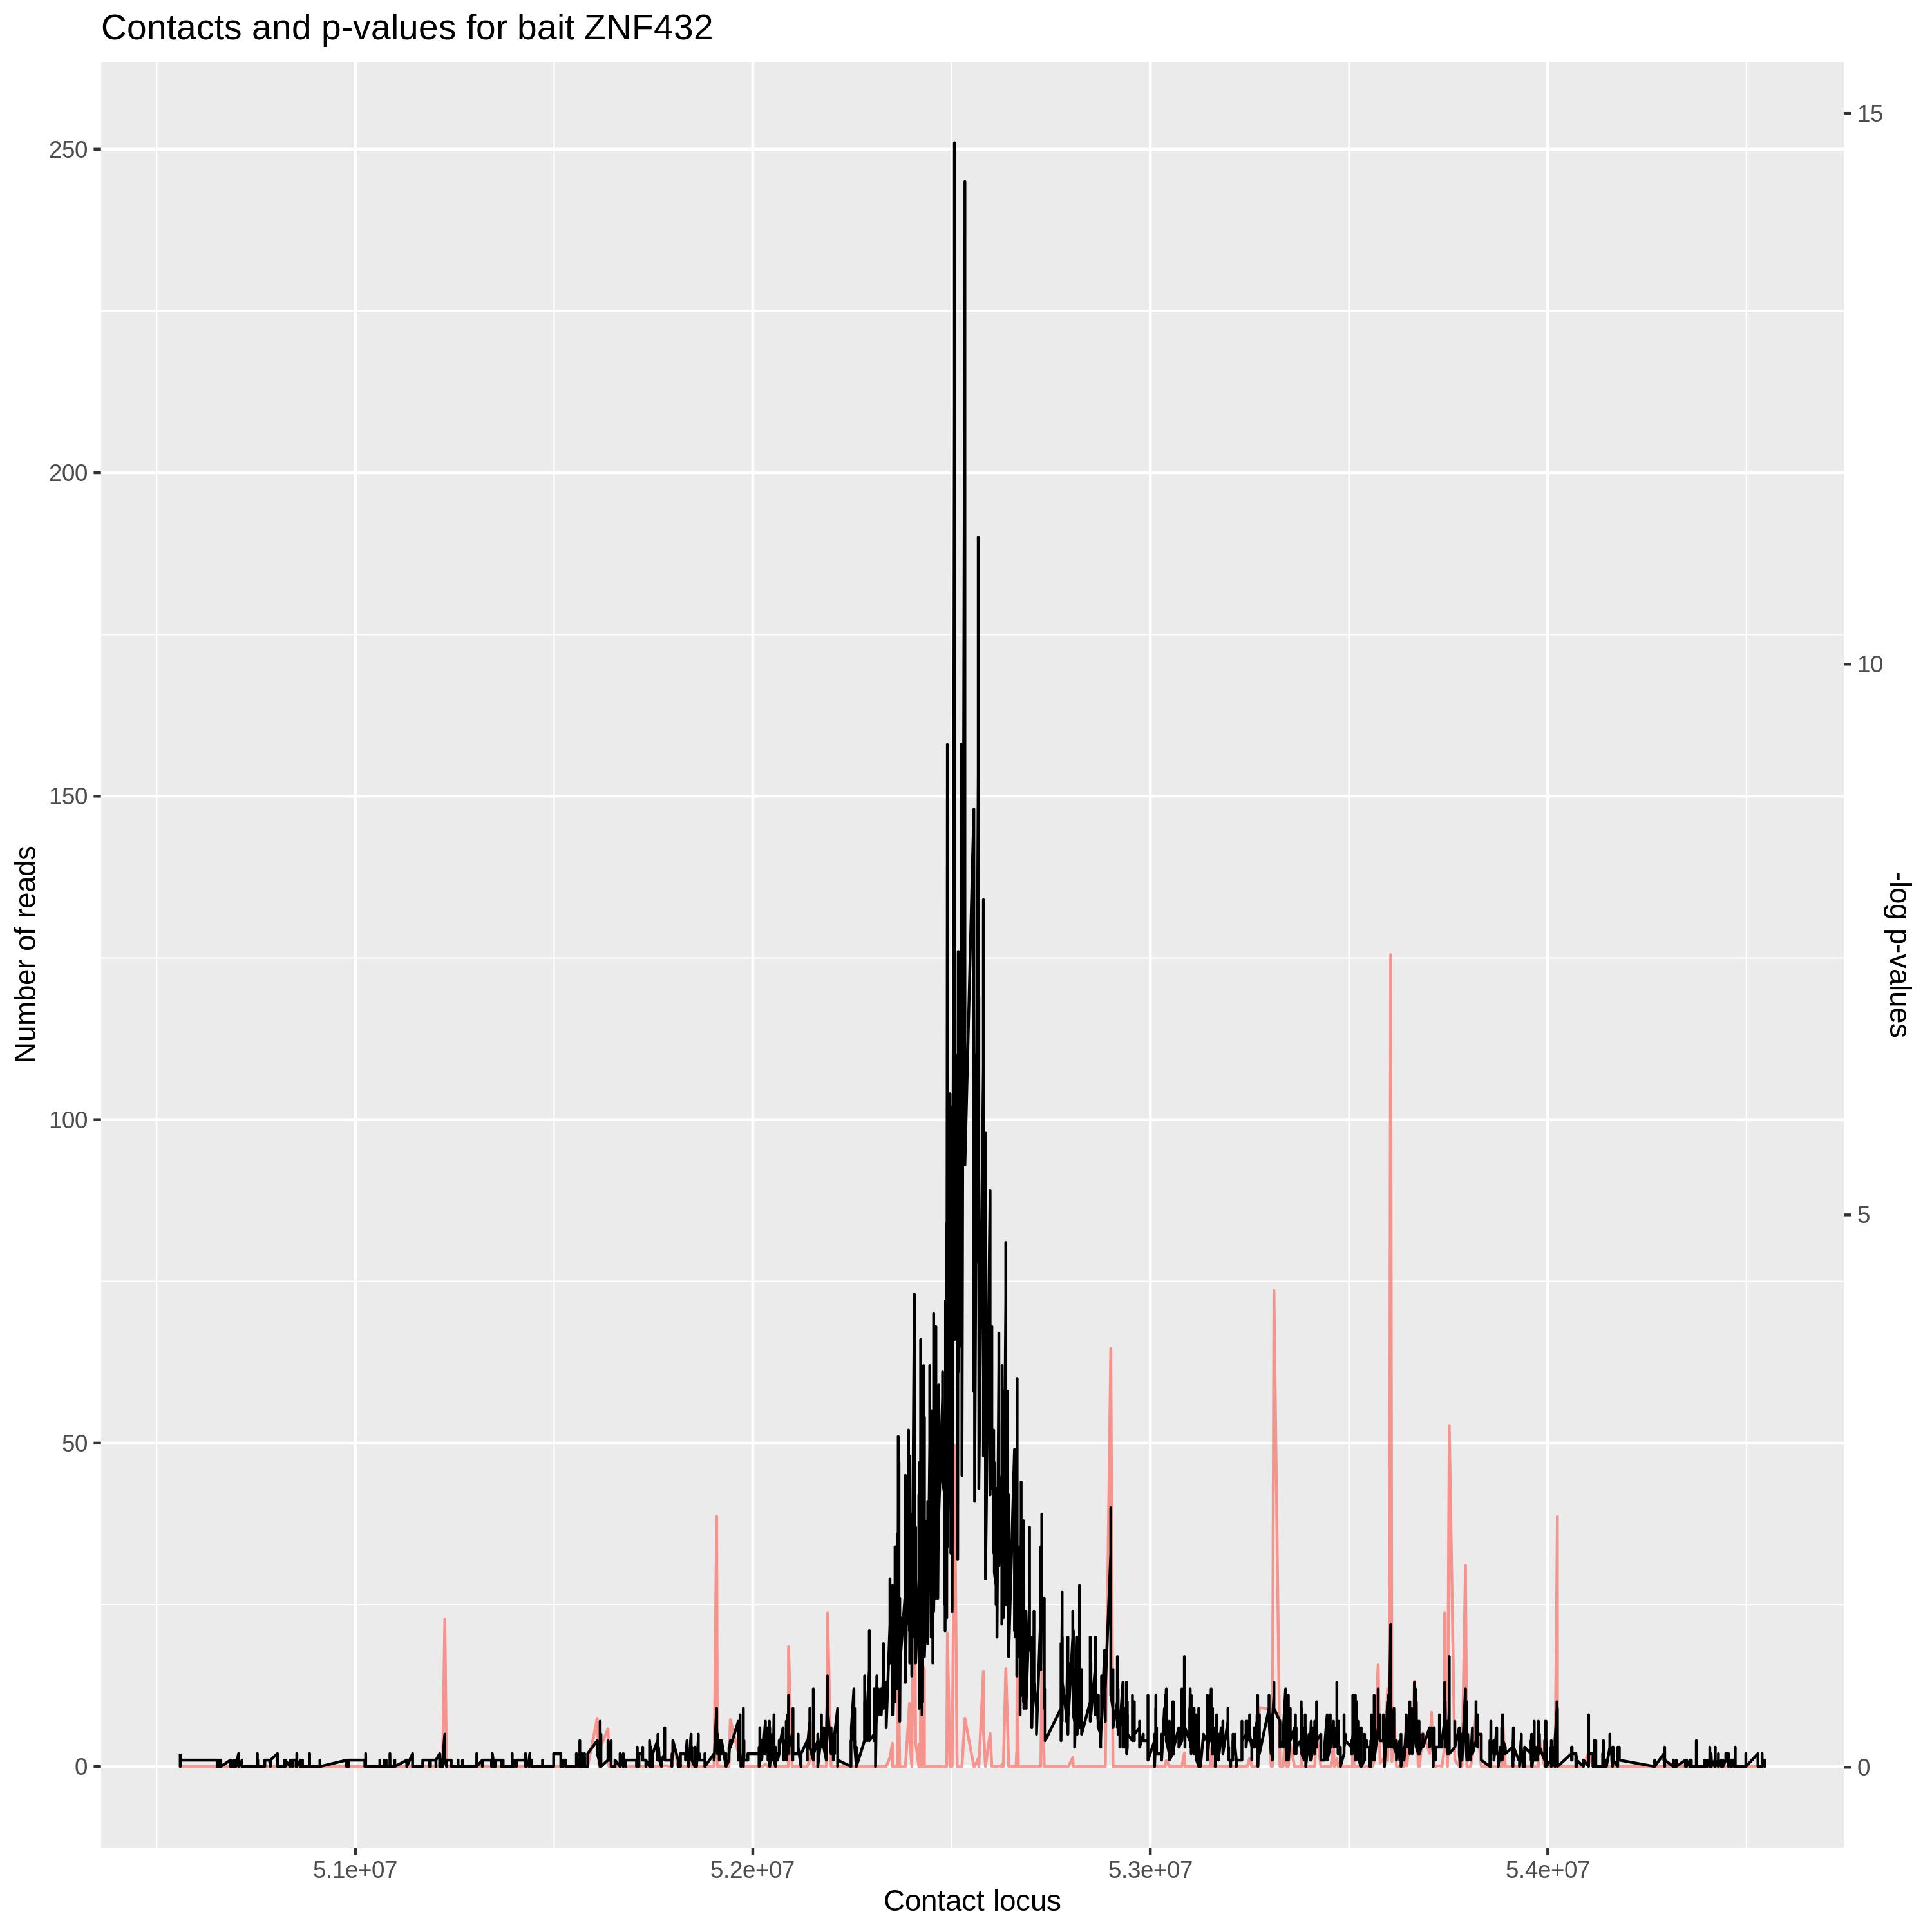 Contacts and p-values for bait ZNF432
250
200
150
100
50
0
Number of reads
15
10
5
0
-log p-values
5.1e+07 5.2e+07 5.3e+07 5.4e+07
Contact locus